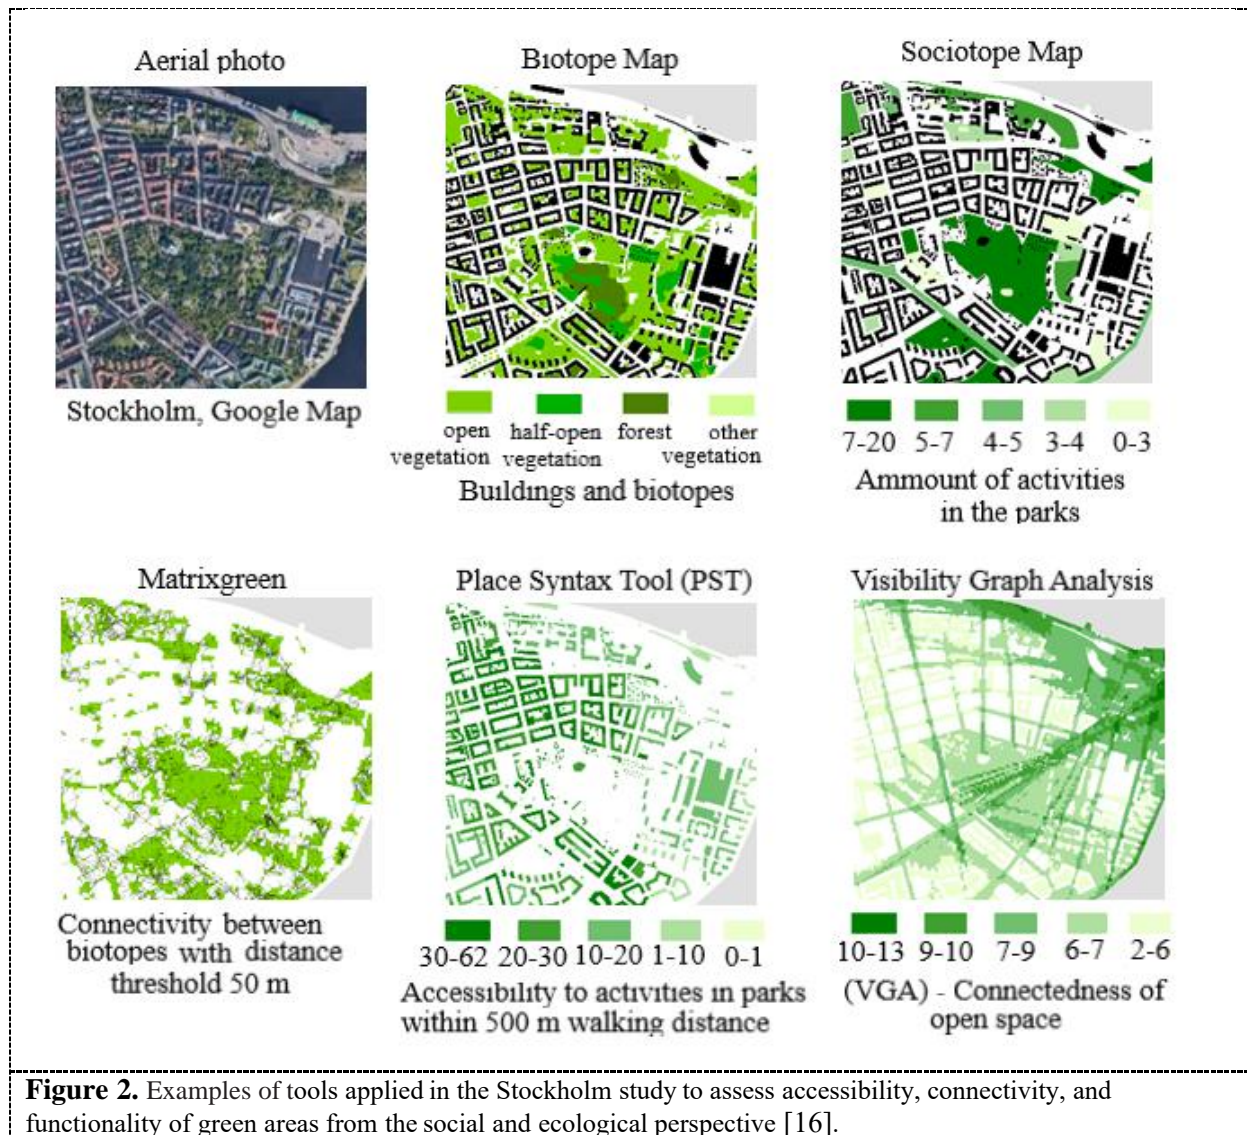 Aerial photo
Stockholm, Google Map
Biotope Map
open vegetation
half-open vegetation
forest
other vegetation
Buildings and biotopes
Sociotope Map
7-20 5-7 4-5 3-4 0-3
Ammount of activities
in the parks
Matrixgreen
Connectivity between
biotopes with distance
threshold 50 m
Place Syntax Tool (PST)
30-62 20-30 10-20 1-10 0-1
Accessibility to activities in parks
within 500 m walking distance
Visibility Graph Analysis
10-13 9-10 7-9 6-7 2-6
(VGA) - Connectedness of
open space
Figure 2. Examples of tools applied in the Stockholm study to assess accessibility, connectivity, and
functionality of green areas from the social and ecological perspective [16].